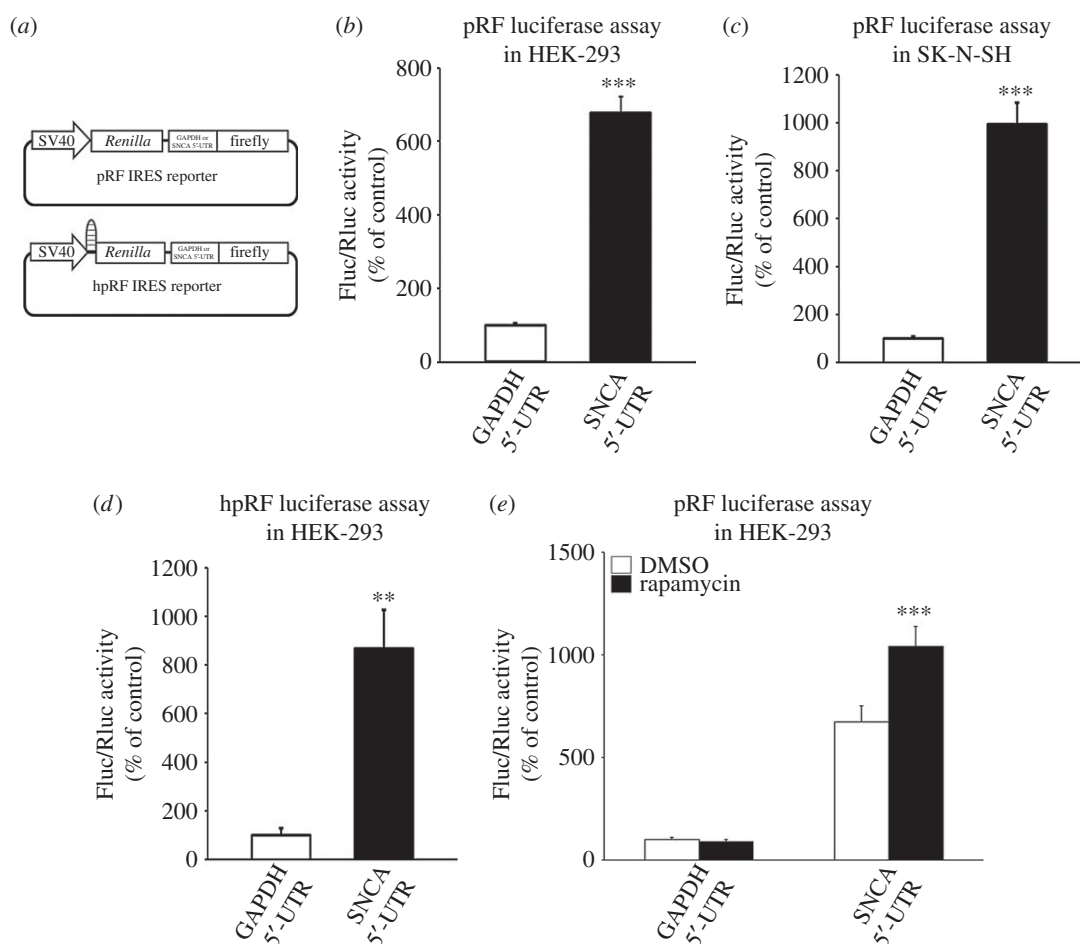 (a)
SV40
Renilla
GAPDH or
SNCA 5′-UTR
firefly
pRF IRES reporter
SV40
Renilla
GAPDH or
SNCA 5′-UTR
firefly
hpRF IRES reporter
(b)
pRF luciferase assay
in HEK-293
Fluc/Rluc activity
(% of control)
800
600
400
200
0
***
GAPDH
5′-UTR
SNCA
5′-UTR
(c)
pRF luciferase assay
in SK-N-SH
Fluc/Rluc activity
(% of control)
1200
1000
800
600
400
200
0
***
GAPDH
5′-UTR
SNCA
5′-UTR
(d)
hpRF luciferase assay
in HEK-293
Fluc/Rluc activity
(% of control)
1200
1000
800
600
400
200
0
**
GAPDH
5′-UTR
SNCA
5′-UTR
(e)
pRF luciferase assay
in HEK-293
Fluc/Rluc activity
(% of control)
1500
1000
500
0
DMSO
rapamycin
***
GAPDH
5′-UTR
SNCA
5′-UTR